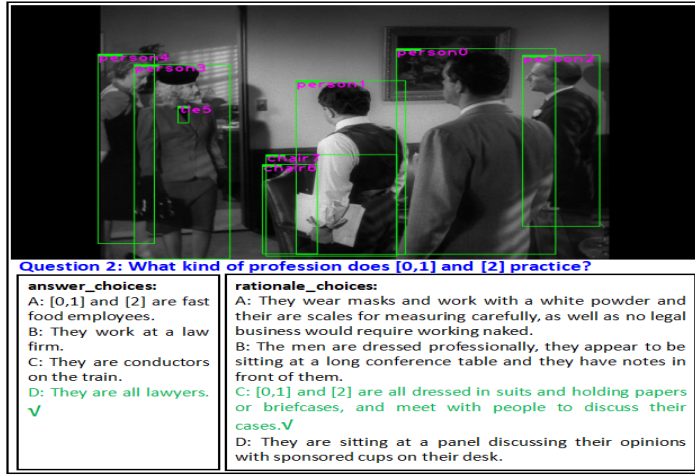 person4
person3
tie5
person1
person0
person2
chair7
chair6
Question 2: What kind of profession does [0,1] and [2] practice?
answer_choices:
A: [0,1] and [2] are fast
food employees.
B: They work at a law
firm.
C: They are conductors
on the train.
D: They are all lawyers.
√
rationale_choices:
A: They wear masks and work with a white powder and
their are scales for measuring carefully, as well as no legal
business would require working naked.
B: The men are dressed professionally, they appear to be
sitting at a long conference table and they have notes in
front of them.
C: [0,1] and [2] are all dressed in suits and holding papers
or briefcases, and meet with people to discuss their
cases.√
D: They are sitting at a panel discussing their opinions
with sponsored cups on their desk.